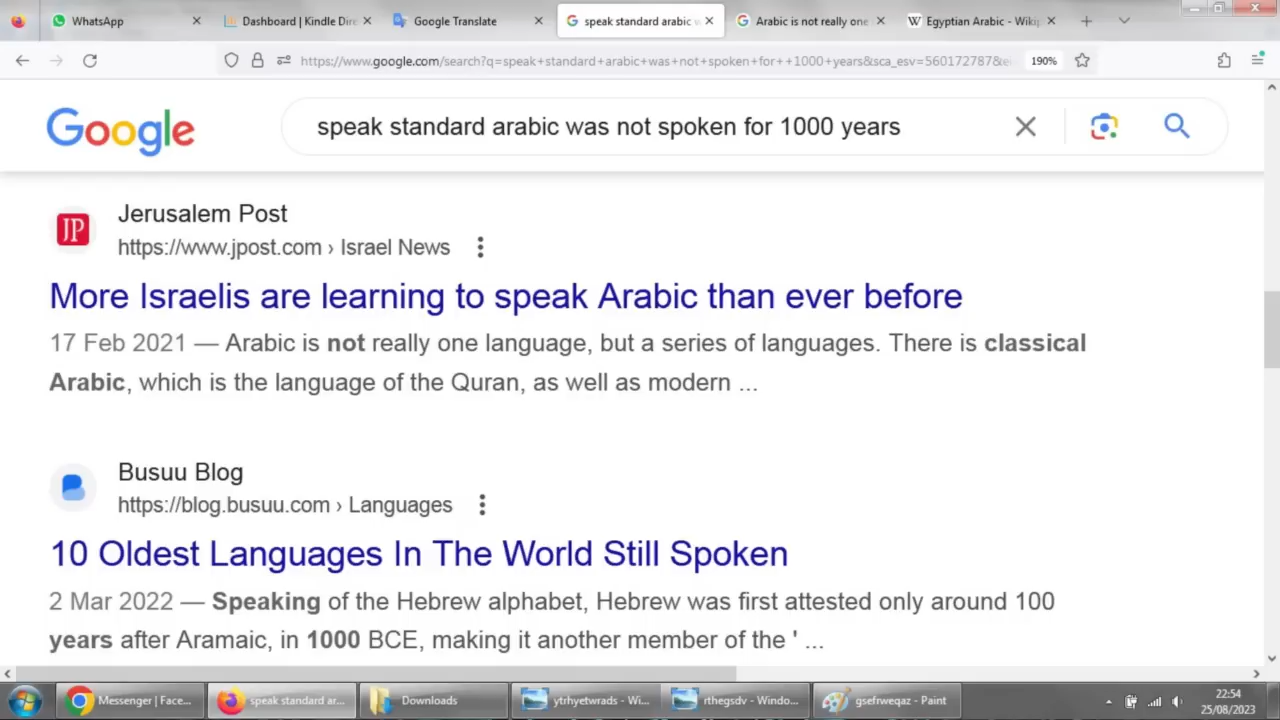 WhatsApp
Dashboard | Kindle Dire
Google Translate
speak standard arabic w
Arabic is not really one
Egyptian Arabic - Wikip
https://www.google.com/search?q=speak+standard+arabic+was+not+spoken+for++1000+years&sca_esv=560172787&ei
190%
Google
speak standard arabic was not spoken for 1000 years
JP
Jerusalem Post
https://www.jpost.com › Israel News
More Israelis are learning to speak Arabic than ever before
17 Feb 2021 — Arabic is not really one language, but a series of languages. There is classical
Arabic, which is the language of the Quran, as well as modern ...
Busuu Blog
https://blog.busuu.com › Languages
10 Oldest Languages In The World Still Spoken
2 Mar 2022 — Speaking of the Hebrew alphabet, Hebrew was first attested only around 100
years after Aramaic, in 1000 BCE, making it another member of the ' ...
Messenger | Face...
speak standard ar...
Downloads
ytrhyetwrads - Wi...
rthegsdv - Windo...
gsefrweqaz - Paint
22:54
25/08/2023